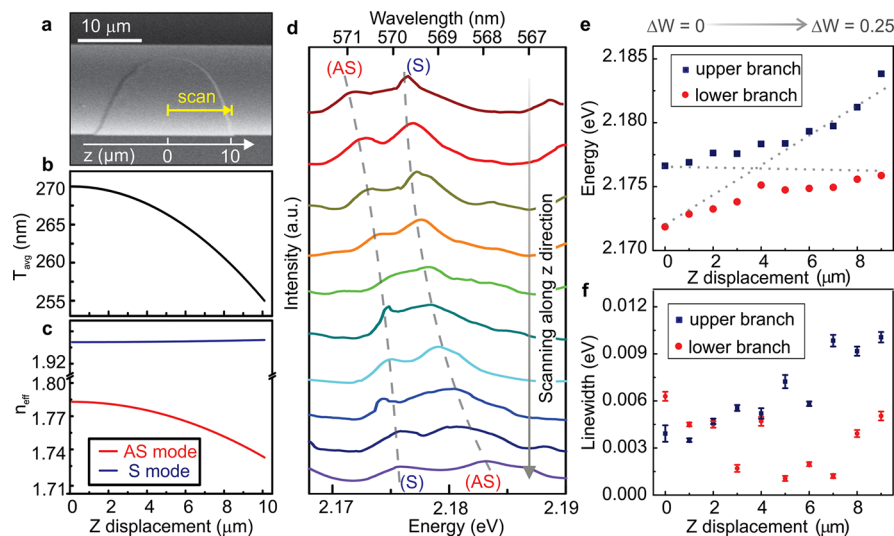 a
10 μm
scan
z (μm)
0
10
b
270
265
260
255
T avg (nm)
c
1.92
1.80
1.77
1.74
1.71
n eff
AS mode
S mode
0 2 4 6 8 10
Z displacement (μm)
d
Wavelength (nm)
571 570 569 568 567
(AS)
(S)
Intensity (a.u.)
Scanning along z direction
(S)
(AS)
2.17 2.18 2.19
Energy (eV)
e
ΔW = 0
ΔW = 0.25
2.185
2.180
2.175
2.170
Energy (eV)
upper branch
lower branch
0 2 4 6 8
Z displacement (μm)
f
0.012
0.009
0.006
0.003
0.000
Linewidth (eV)
upper branch
lower branch
0 2 4 6 8
Z displacement (μm)